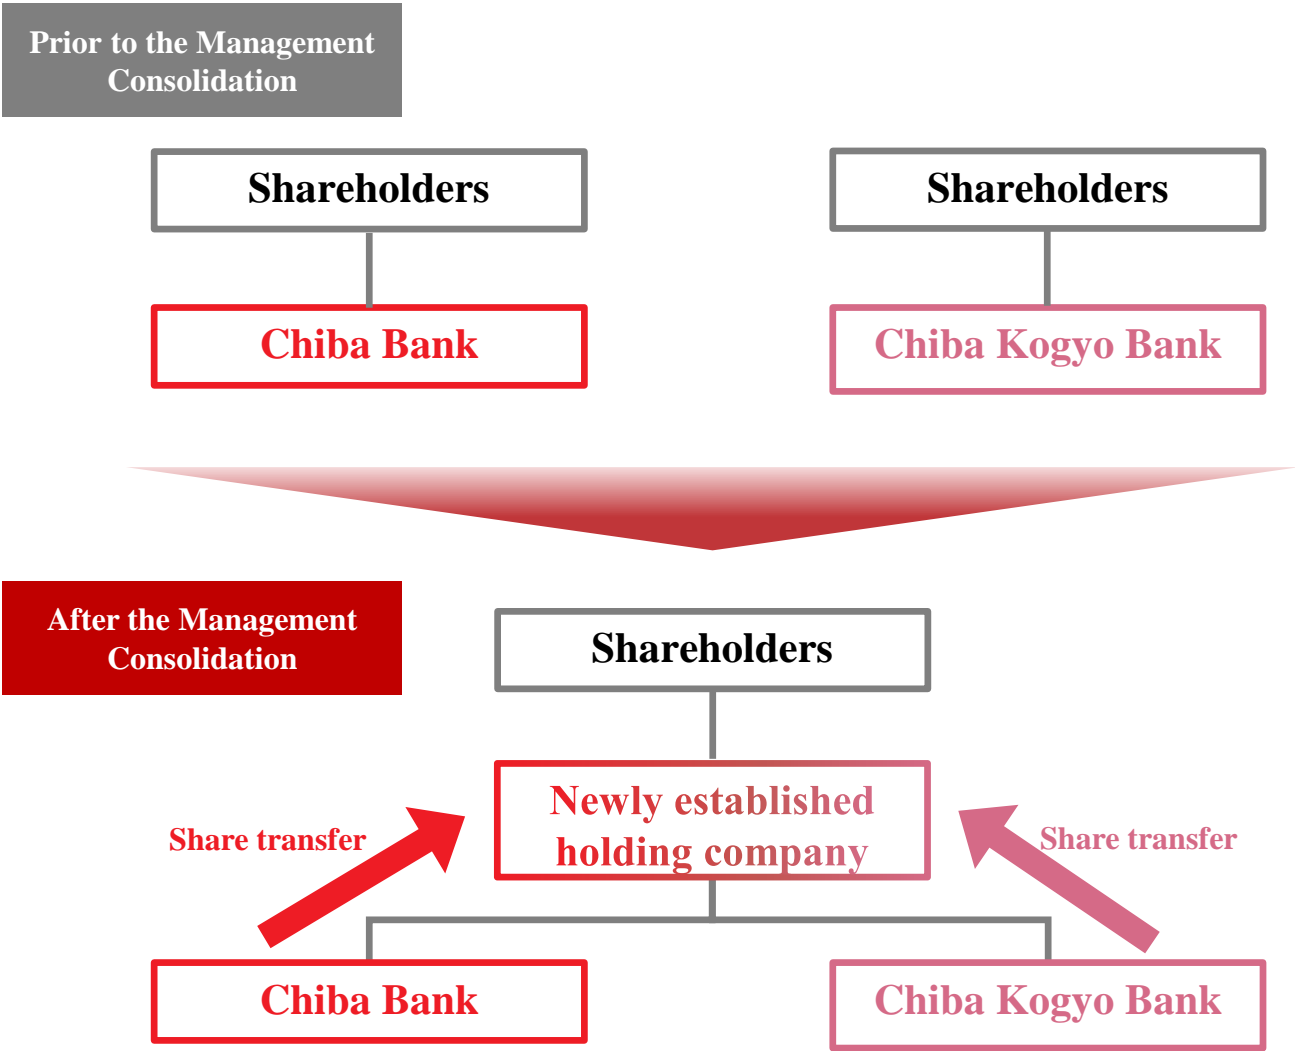 Prior to the Management
Consolidation
Shareholders
Shareholders
Chiba Bank
Chiba Kogyo Bank
After the Management
Consolidation
Shareholders
Newly established
holding company
Share transfer
Share transfer
Chiba Bank
Chiba Kogyo Bank